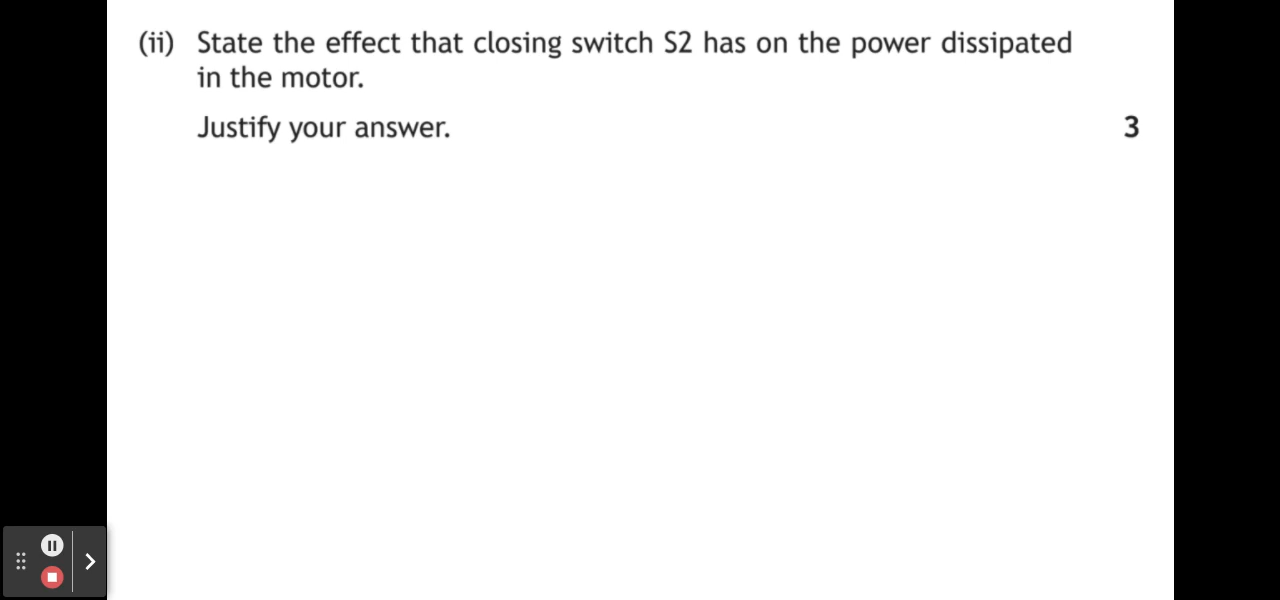 (ii) State the effect that closing switch S2 has on the power dissipated
in the motor.
Justify your answer. 3